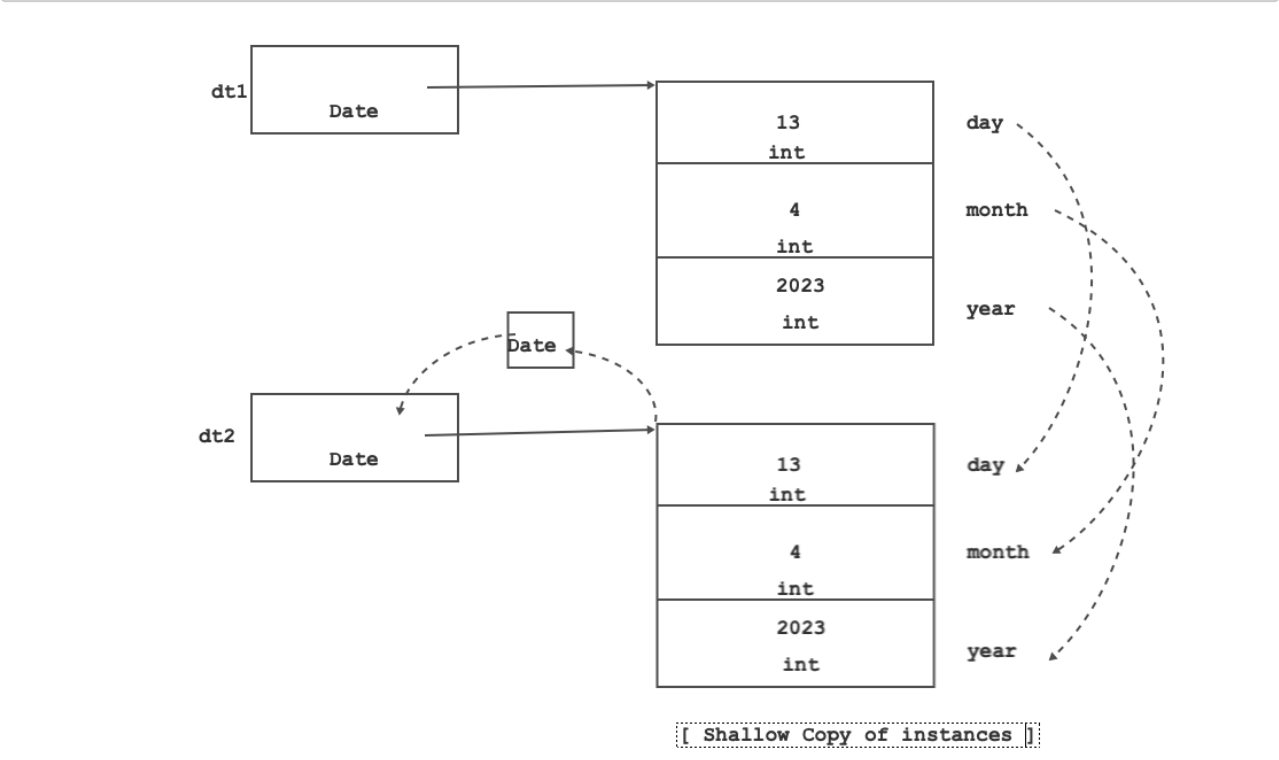 dt1
Date
13
int
day
4
int
month
2023
int
year
Date
dt2
Date
13
int
day
4
int
month
2023
int
year
[ Shallow Copy of instances ]